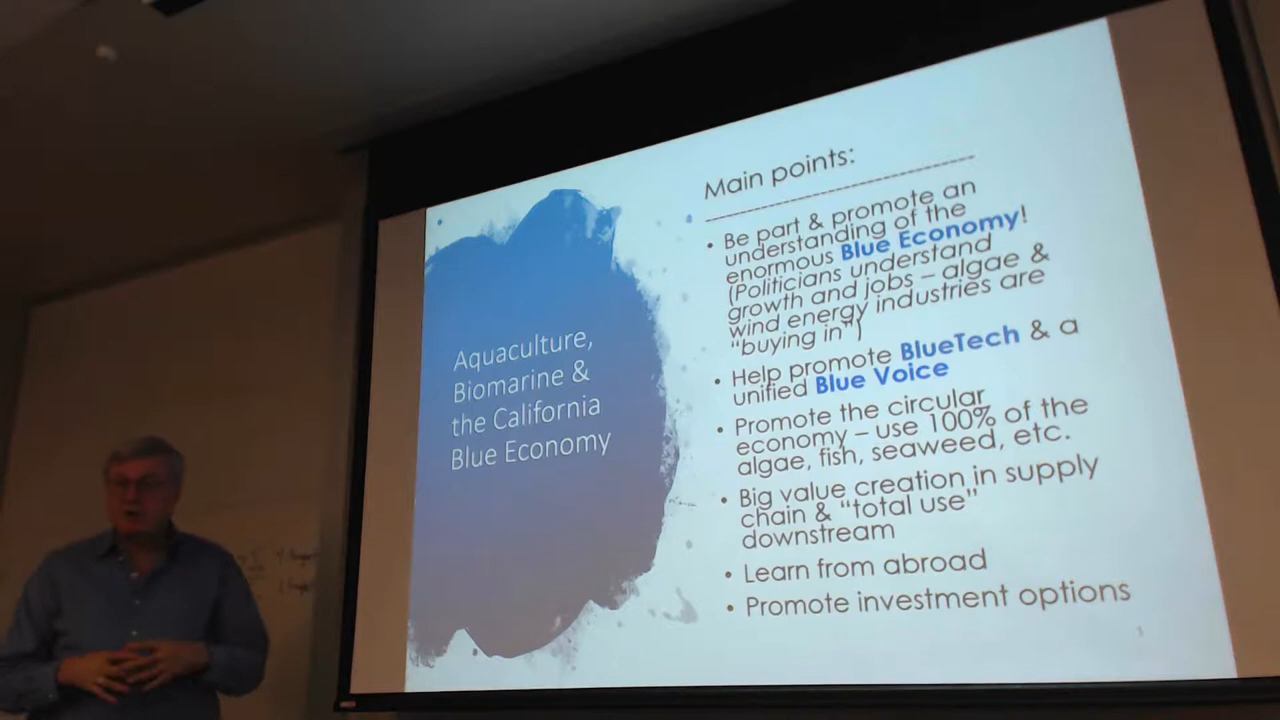 Aquaculture,
Biomarine &
the California
Blue Economy
Main points:
• Be part & promote an
understanding of the
enormous Blue Economy!
(Politicians understand
growth and jobs – algae &
wind energy industries are
"buying in")
• Help promote BlueTech & a
unified Blue Voice
• Promote the circular
economy – use 100% of the
algae, fish, seaweed, etc.
• Big value creation in supply
chain & "total use"
downstream
• Learn from abroad
• Promote investment options